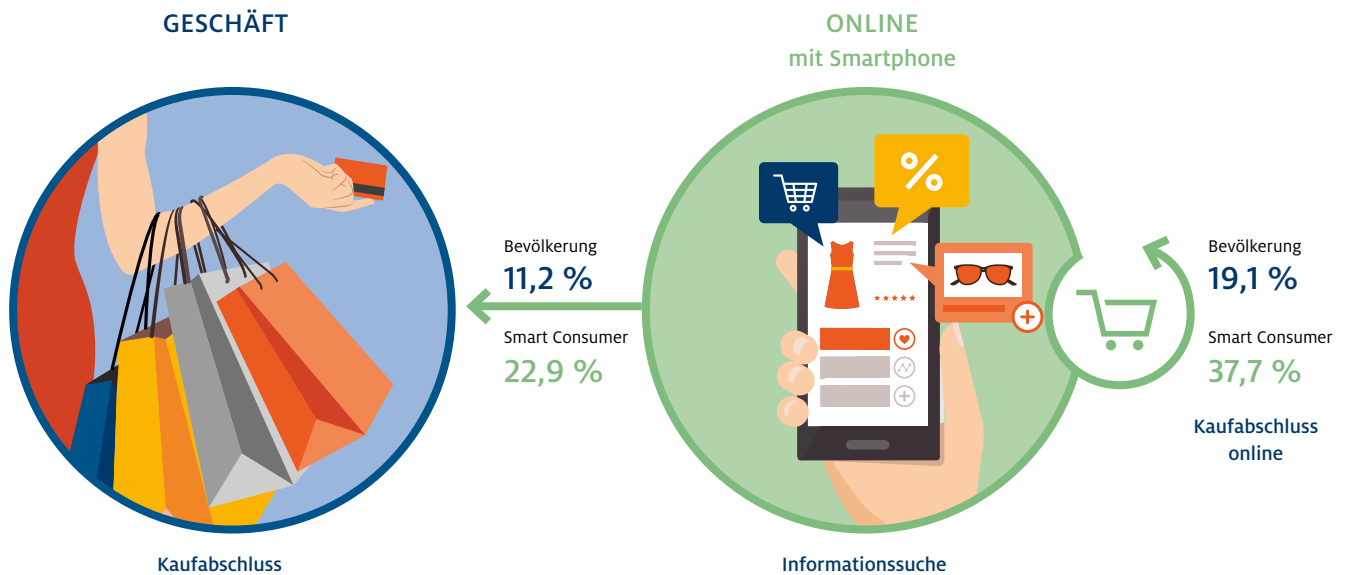 GESCHÄFT
ONLINE
mit Smartphone
%
Bevölkerung
11,2 %
Smart Consumer
22,9 %
Bevölkerung
19,1 %
Smart Consumer
37,7 %
Kaufabschluss
online
Kaufabschluss
Informationssuche